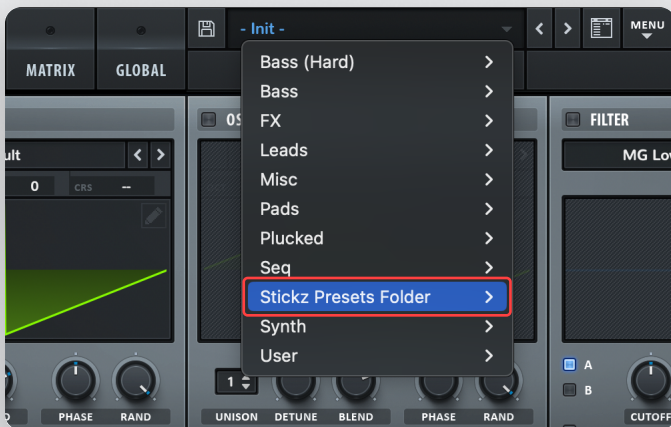 - Init -
MENU
MATRIX
GLOBAL
Bass (Hard)
Bass
FX
Leads
Misc
Pads
Plucked
Seq
Stickz Presets Folder
Synth
User
FILTER
MG Lo
0
CRS
--
A
B
1
PHASE
RAND
UNISON
DETUNE
BLEND
PHASE
RAND
CUTOFF